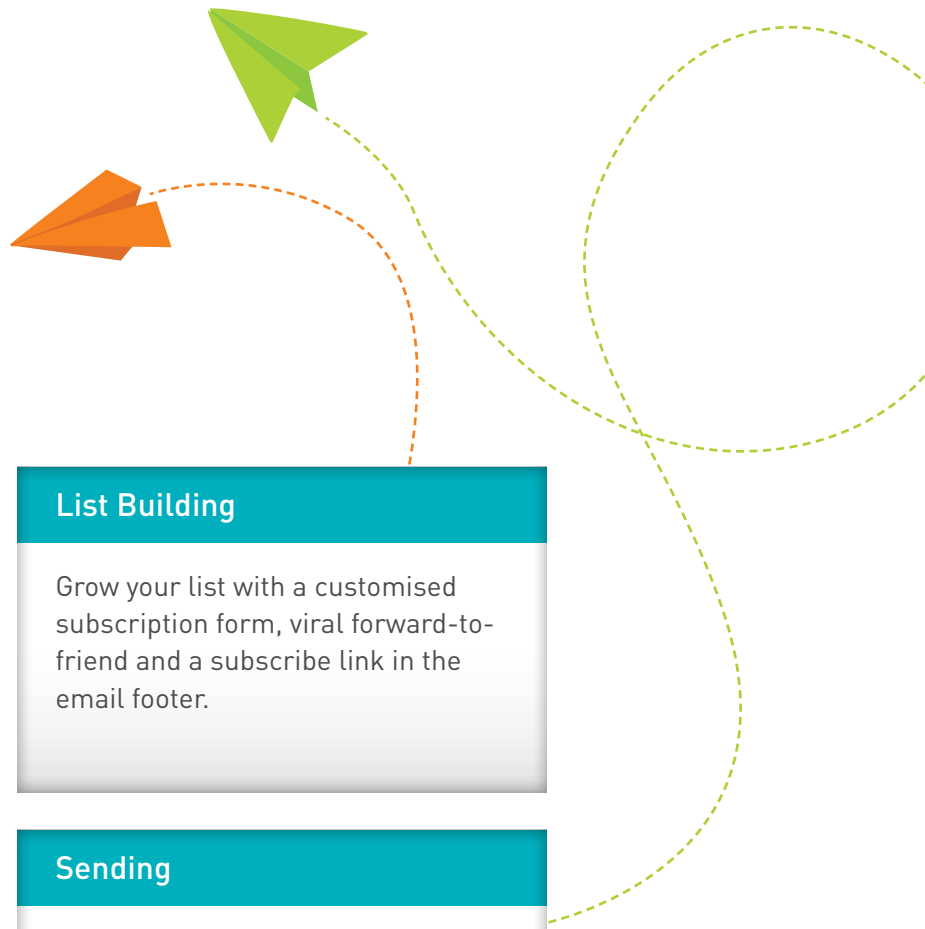 List Building
Grow your list with a customised
subscription form, viral forward-to-
friend and a subscribe link in the
email footer.
Sending